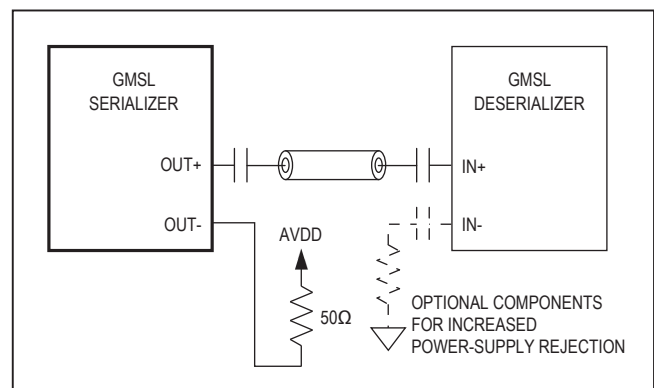 GMSL
SERIALIZER
GMSL
DESERIALIZER
OUT+
IN+
OUT-
IN-
AVDD
50Ω
OPTIONAL COMPONENTS
FOR INCREASED
POWER-SUPPLY REJECTION